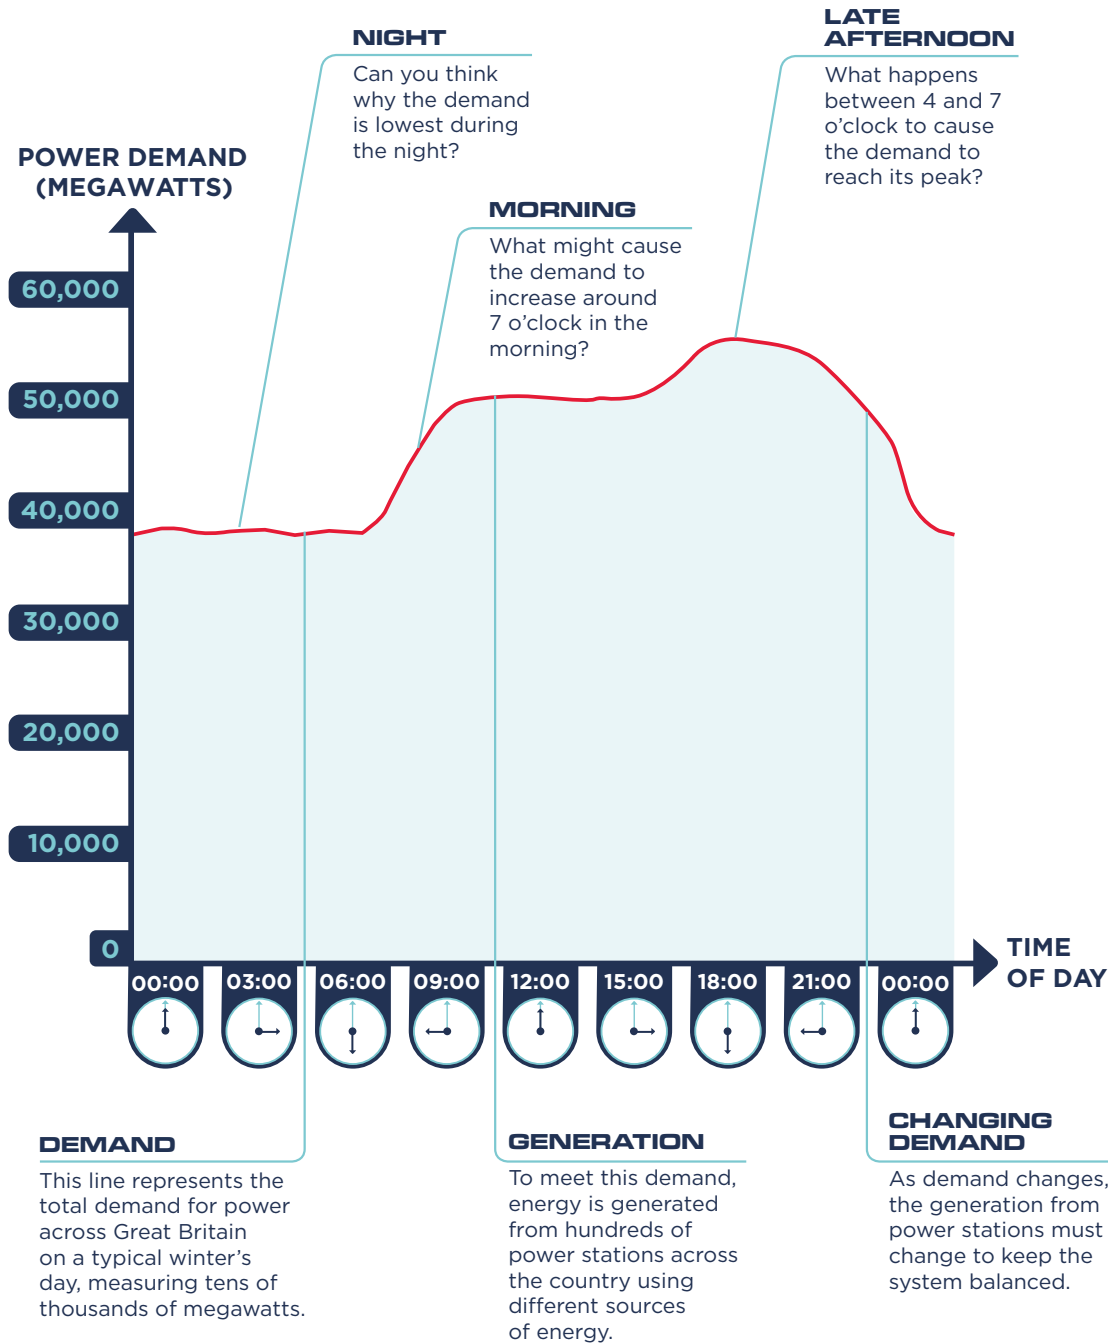 NIGHT
Can you think
why the demand
is lowest during
the night?
LATE
AFTERNOON
What happens
between 4 and 7
o'clock to cause
the demand to
reach its peak?
POWER DEMAND
(MEGAWATTS)
MORNING
What might cause
the demand to
increase around
7 o'clock in the
morning?
60,000
50,000
40,000
30,000
20,000
10,000
0
TIME
OF DAY
00:00
03:00
06:00
09:00
12:00
15:00
18:00
21:00
00:00
DEMAND
This line represents the
total demand for power
across Great Britain
on a typical winter's
day, measuring tens of
thousands of megawatts.
GENERATION
To meet this demand,
energy is generated
from hundreds of
power stations across
the country using
different sources
of energy.
CHANGING
DEMAND
As demand changes,
the generation from
power stations must
change to keep the
system balanced.